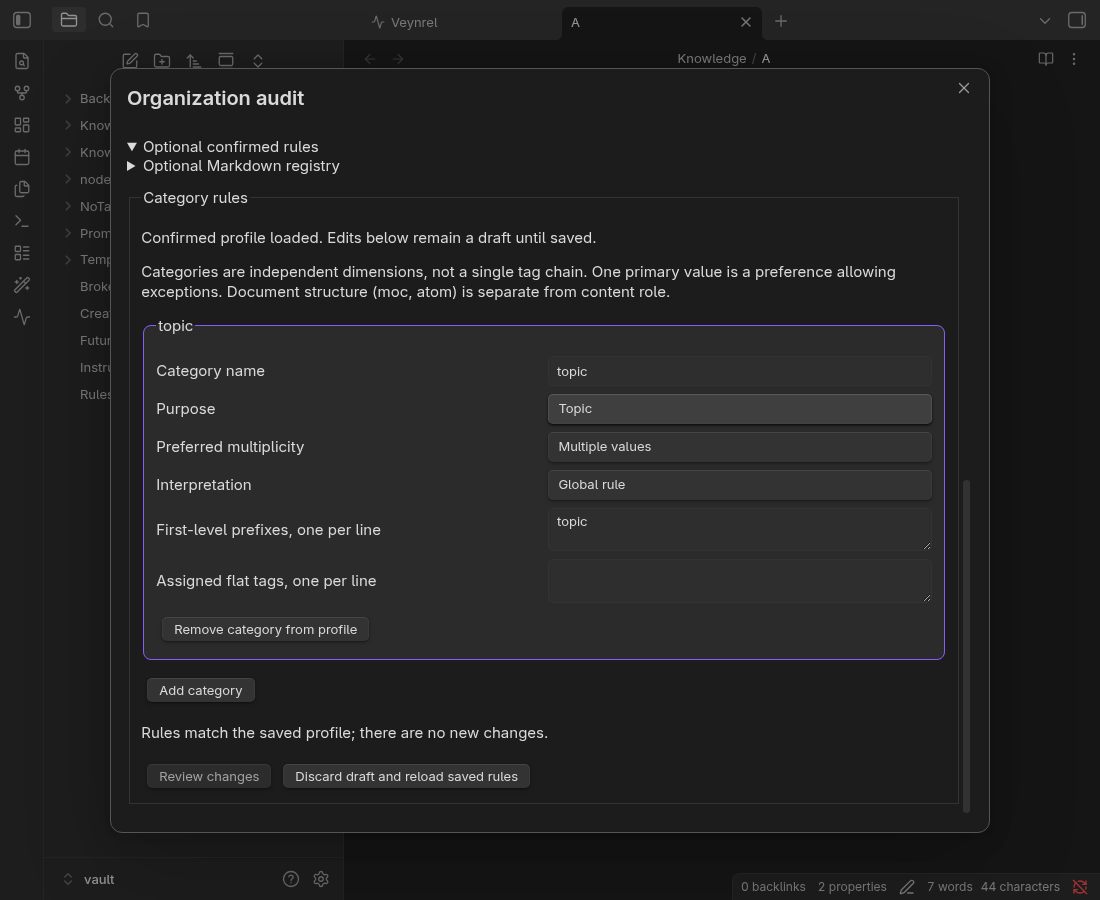 Veynrel
A
Knowledge / A
Organization audit
Back
Know
Know
node
NoTa
Prom
Temp
Broke
Crea
Futur
Instru
Rules
Optional confirmed rules
Optional Markdown registry
Category rules
Confirmed profile loaded. Edits below remain a draft until saved.
Categories are independent dimensions, not a single tag chain. One primary value is a preference allowing
exceptions. Document structure (moc, atom) is separate from content role.
topic
Category name topic
Purpose Topic
Preferred multiplicity Multiple values
Interpretation Global rule
First-level prefixes, one per line topic
Assigned flat tags, one per line
Remove category from profile
Add category
Rules match the saved profile; there are no new changes.
Review changes Discard draft and reload saved rules
vault
0 backlinks 2 properties 7 words 44 characters